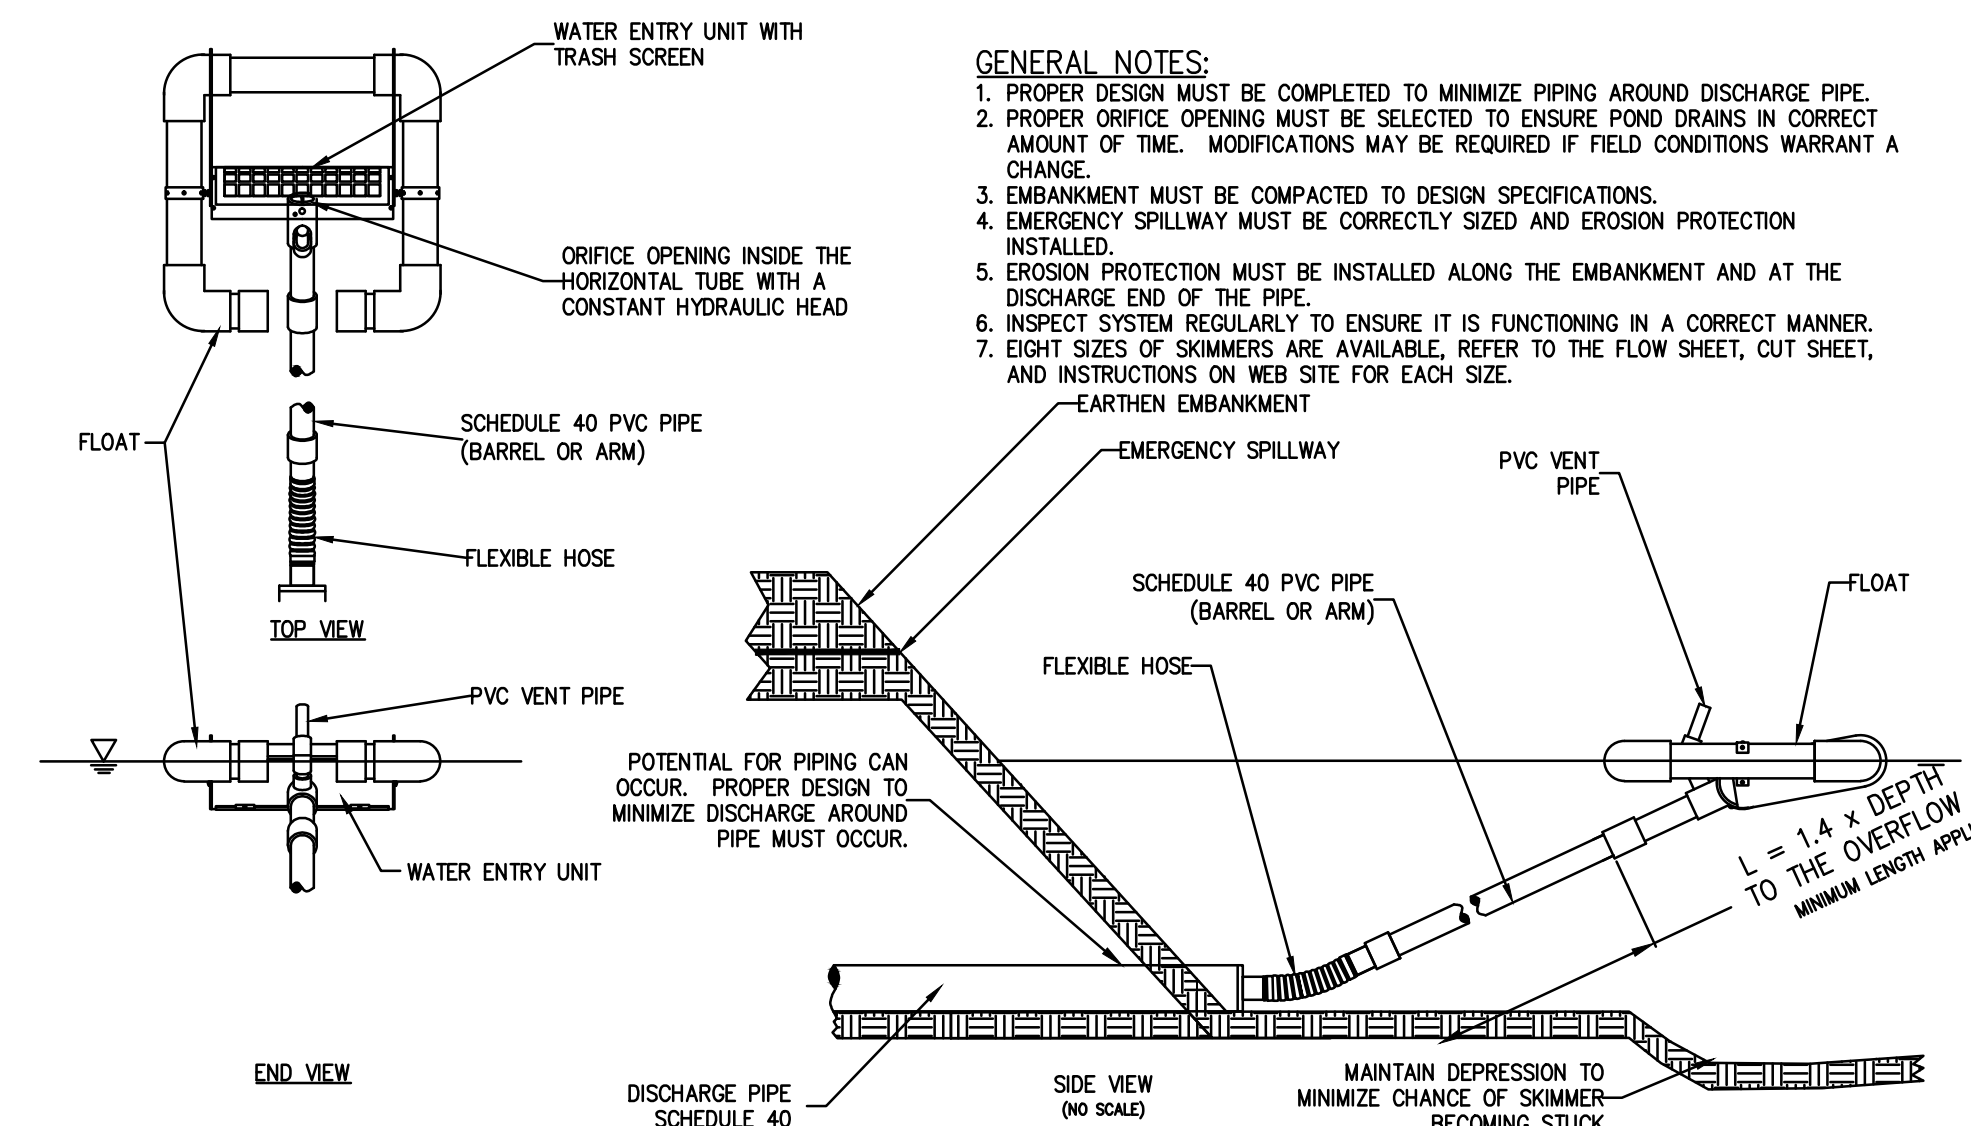 WATER ENTRY UNIT WITH
TRASH SCREEN
ORIFICE OPENING INSIDE THE
HORIZONTAL TUBE WITH A
CONSTANT HYDRAULIC HEAD
FLOAT
SCHEDULE 40 PVC PIPE
(BARREL OR ARM)
FLEXIBLE HOSE
TOP VIEW
PVC VENT PIPE
WATER ENTRY UNIT
END VIEW
GENERAL NOTES:
1. PROPER DESIGN MUST BE COMPLETED TO MINIMIZE PIPING AROUND DISCHARGE PIPE.
2. PROPER ORIFICE OPENING MUST BE SELECTED TO ENSURE POND DRAINS IN CORRECT
AMOUNT OF TIME. MODIFICATIONS MAY BE REQUIRED IF FIELD CONDITIONS WARRANT A
CHANGE.
3. EMBANKMENT MUST BE COMPACTED TO DESIGN SPECIFICATIONS.
4. EMERGENCY SPILLWAY MUST BE CORRECTLY SIZED AND EROSION PROTECTION
INSTALLED.
5. EROSION PROTECTION MUST BE INSTALLED ALONG THE EMBANKMENT AND AT THE
DISCHARGE END OF THE PIPE.
6. INSPECT SYSTEM REGULARLY TO ENSURE IT IS FUNCTIONING IN A CORRECT MANNER.
7. EIGHT SIZES OF SKIMMERS ARE AVAILABLE, REFER TO THE FLOW SHEET, CUT SHEET,
AND INSTRUCTIONS ON WEB SITE FOR EACH SIZE.
EARTHEN EMBANKMENT
EMERGENCY SPILLWAY
PVC VENT
PIPE
SCHEDULE 40 PVC PIPE
(BARREL OR ARM)
FLOAT
FLEXIBLE HOSE
POTENTIAL FOR PIPING CAN
OCCUR. PROPER DESIGN TO
MINIMIZE DISCHARGE AROUND
PIPE MUST OCCUR.
L = 1.4 x DEPTH
TO THE OVERFLOW
MINIMUM LENGTH APPL
DISCHARGE PIPE
SCHEDULE 40
SIDE VIEW
(NO SCALE)
MAINTAIN DEPRESSION TO
MINIMIZE CHANCE OF SKIMMER
BECOMING STUCK